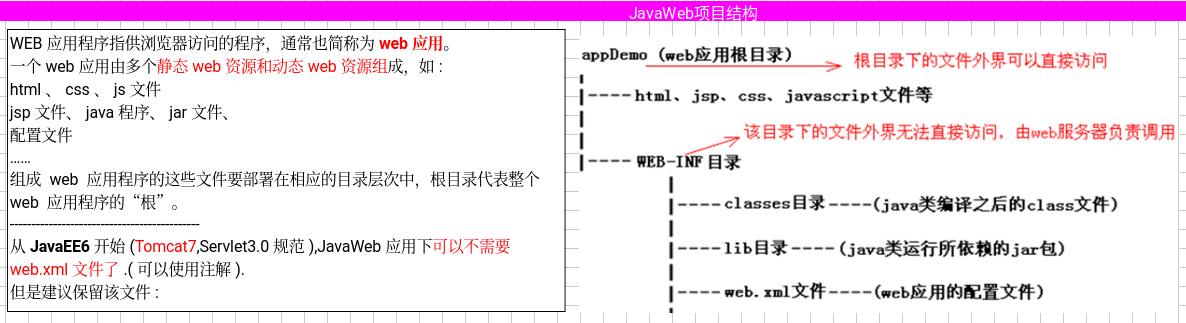 JavaWeb项目结构
WEB 应用程序指供浏览器访问的程序，通常也简称为 web 应用。
一个 web 应用由多个静态 web 资源和动态 web 资源组成，如 :
html 、 css 、 js 文件
jsp 文件、 java 程序、 jar 文件、
配置文件
……
组成 web 应用程序的这些文件要部署在相应的目录层次中，根目录代表整个
web 应用程序的“根”。
--------------------------------------------
从 JavaEE6 开始 (Tomcat7,Servlet3.0 规范 ),JavaWeb 应用下可以不需要
web.xml 文件了 .( 可以使用注解 ).
但是建议保留该文件 :
appDemo (web应用根目录) 根目录下的文件外界可以直接访问
|---- html、jsp、css、javascript文件等
该目录下的文件外界无法直接访问，由web服务器负责调用
|---- WEB-INF目录
|----classes目录----(java类编译之后的class文件)
|----lib目录----(java类运行所依赖的jar包)
|----web.xml文件----(web应用的配置文件)